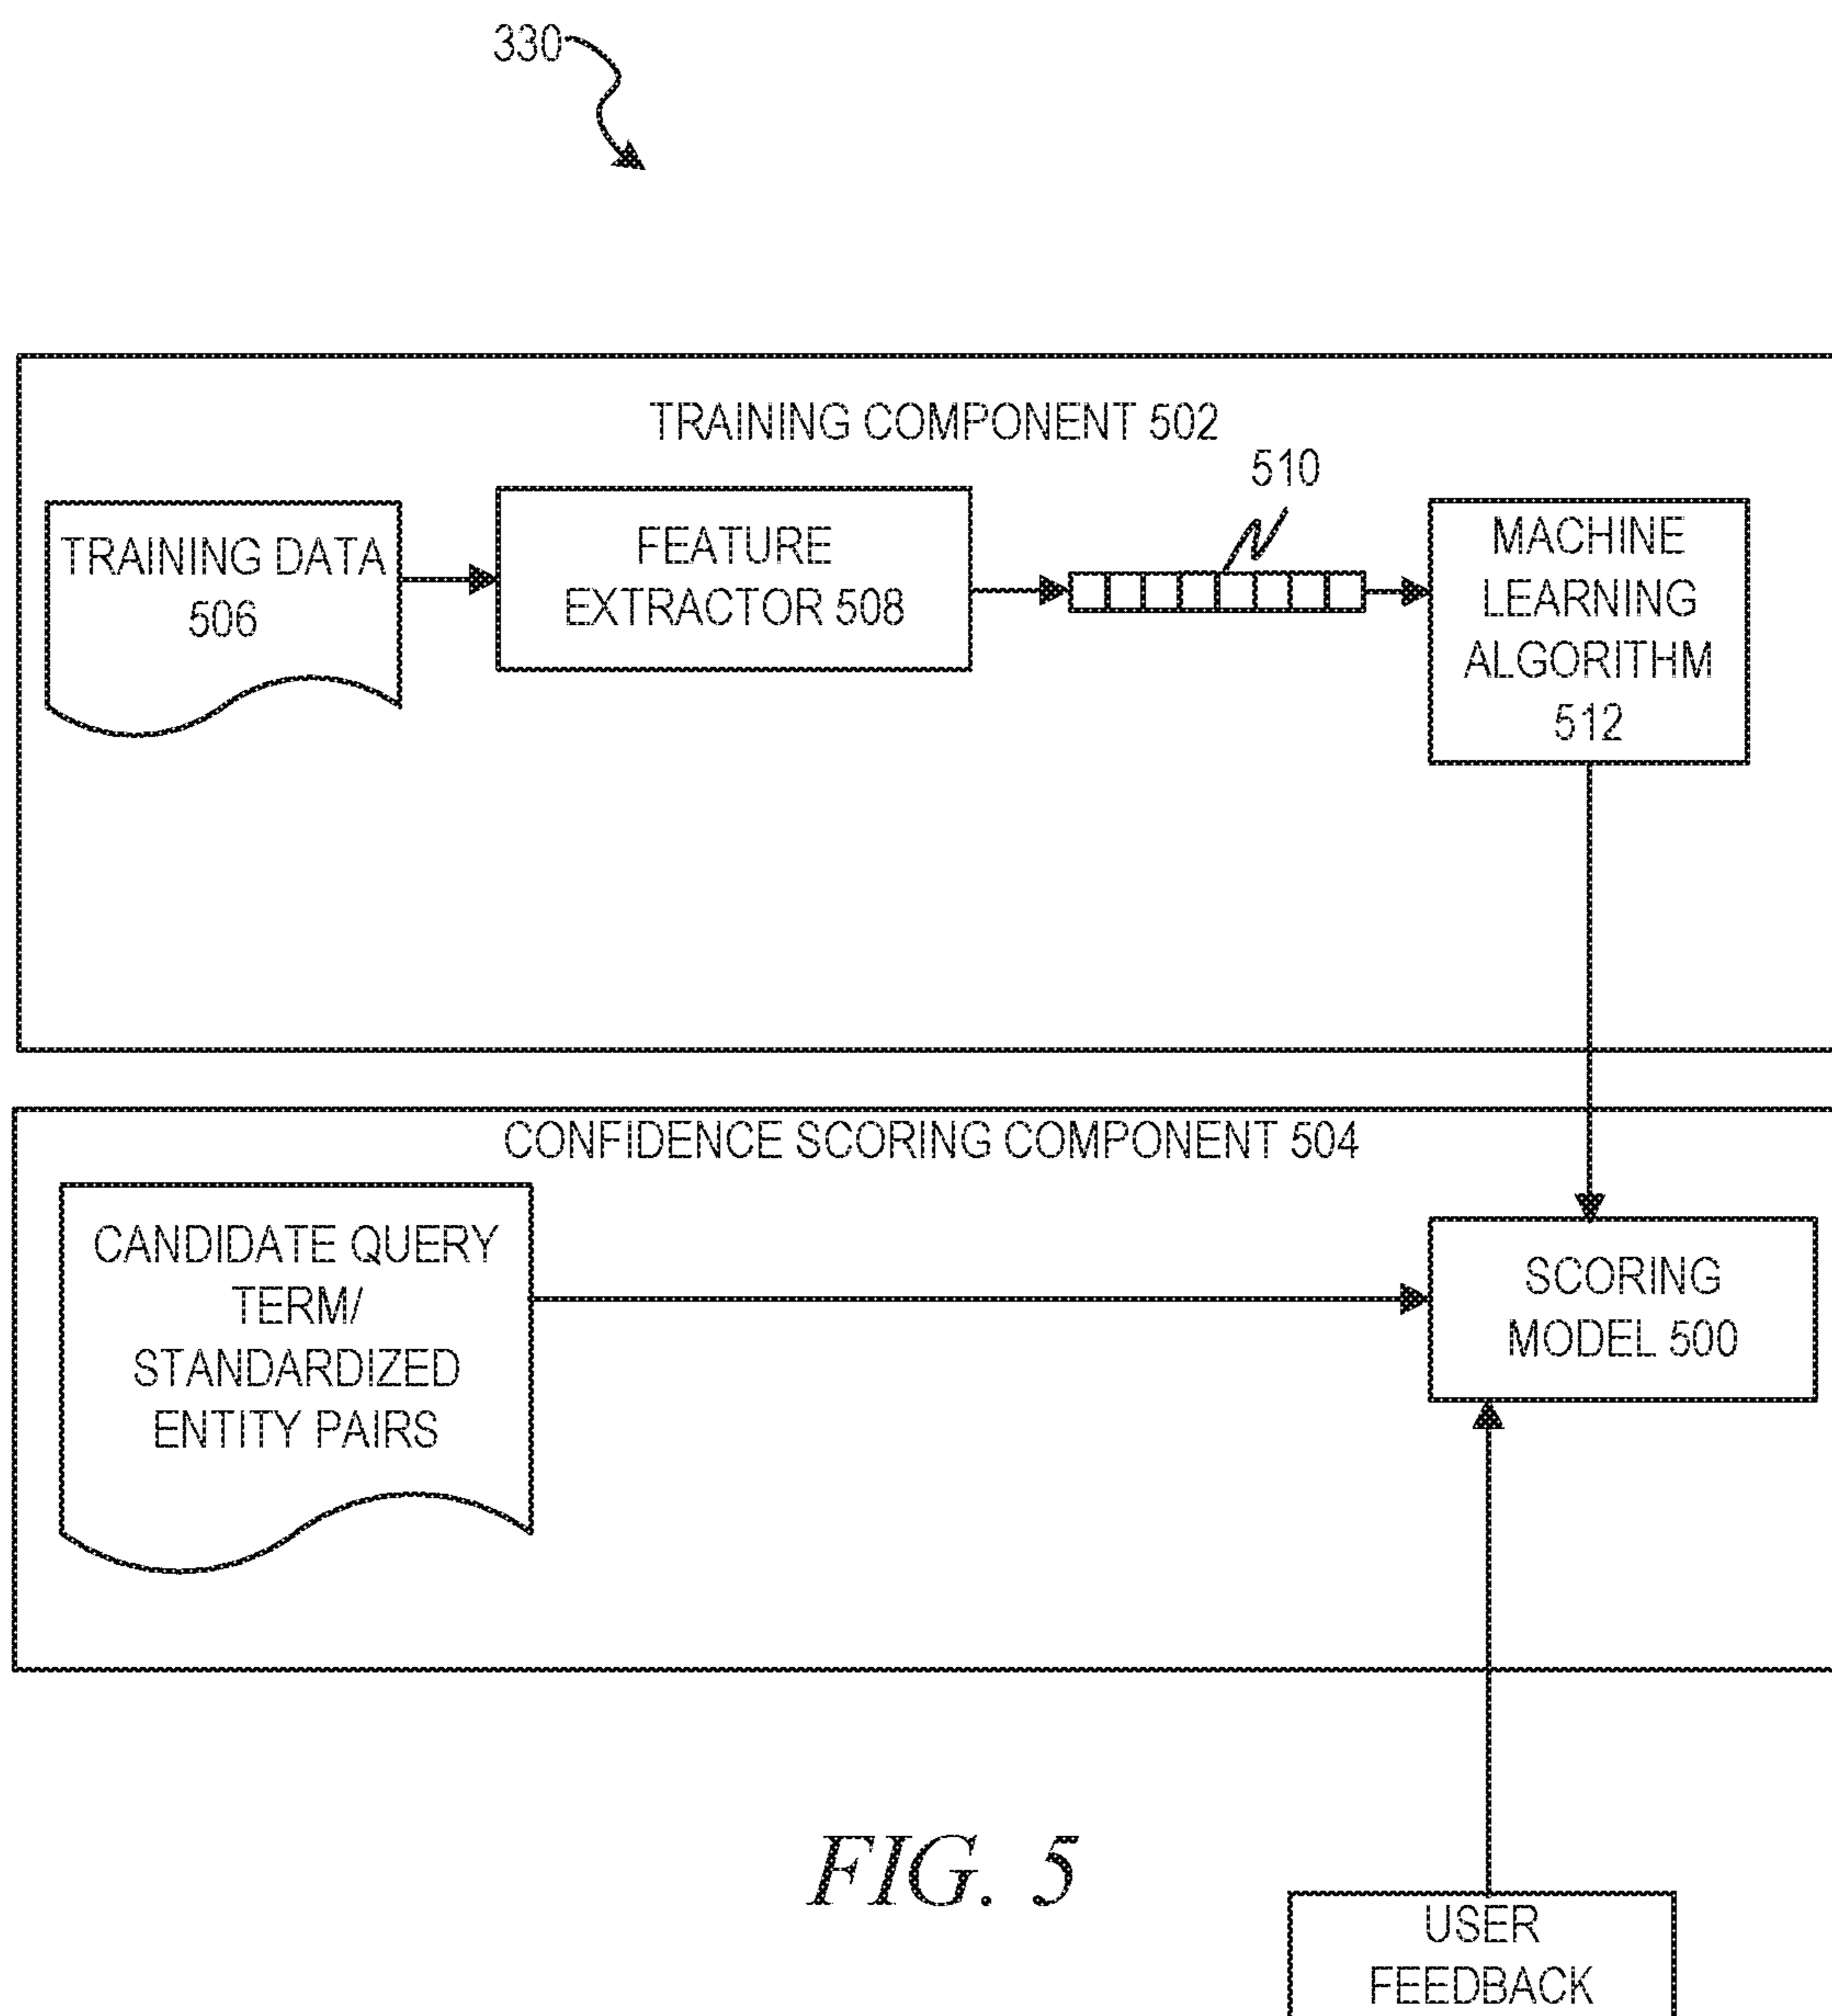 330
TRAINING COMPONENT 502
510
TRAINING DATA
506
FEATURE
EXTRACTOR 508
MACHINE
LEARNING
ALGORITHM
512
CONFIDENCE SCORING COMPONENT 504
CANDIDATE QUERY
TERM/
STANDARDIZED
ENTITY PAIRS
SCORING
MODEL 500
FIG. 5
USER
FEEDBACK